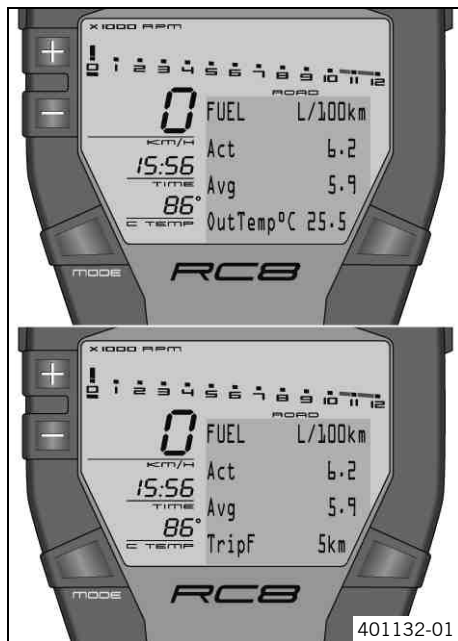 X1000 RPM
0 1 2 3 4 5 6 7 8 9 10 11 12
ROAD
0
KM/H
15:56
TIME
86°
C TEMP
FUEL L/100km
Act 6.2
Avg 5.9
OutTemp°C 25.5
MODE
RC8
X1000 RPM
0 1 2 3 4 5 6 7 8 9 10 11 12
ROAD
0
KM/H
15:56
TIME
86°
C TEMP
FUEL L/100km
Act 6.2
Avg 5.9
TripF 5km
MODE
RC8
401132-01